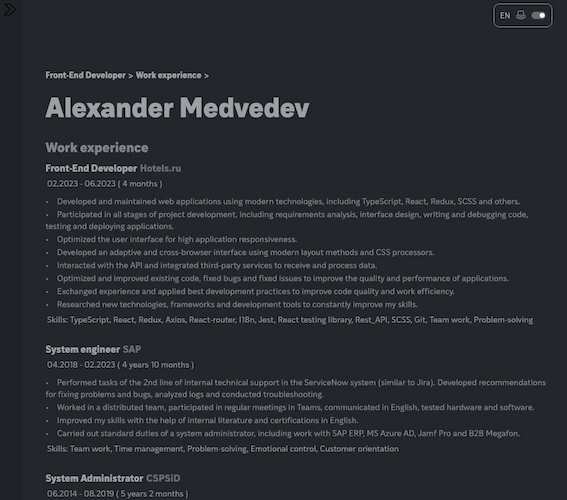 EN
Front-End Developer > Work experience >
Alexander Medvedev
Work experience
Front-End Developer Hotels.ru
02.2023 - 06.2023 ( 4 months )
• Developed and maintained web applications using modern technologies, including TypeScript, React, Redux, SCSS and others.
• Participated in all stages of project development, including requirements analysis, interface design, writing and debugging code,
testing and deploying applications.
• Optimized the user interface for high application responsiveness.
• Developed an adaptive and cross-browser interface using modern layout methods and CSS processors.
• Interacted with the API and integrated third-party services to receive and process data.
• Optimized and improved existing code, fixed bugs and fixed issues to improve the quality and performance of applications.
• Exchanged experience and applied best development practices to improve code quality and work efficiency.
• Researched new technologies, frameworks and development tools to constantly improve my skills.
Skills: TypeScript, React, Redux, Axios, React-router, I18n, Jest, React testing library, Rest_API, SCSS, Git, Team work, Problem-solving
System engineer SAP
04.2018 - 02.2023 ( 4 years 10 months )
• Performed tasks of the 2nd line of internal technical support in the ServiceNow system (similar to Jira). Developed recommendations
for fixing problems and bugs, analyzed logs and conducted troubleshooting.
• Worked in a distributed team, participated in regular meetings in Teams, communicated in English, tested hardware and software.
• Improved my skills with the help of internal literature and certifications in English.
• Carried out standard duties of a system administrator, including work with SAP ERP, MS Azure AD, Jamf Pro and B2B Megafon.
Skills: Team work, Time management, Problem-solving, Emotional control, Customer orientation
System Administrator CSPSiD
06.2014 - 08.2019 ( 5 years 2 months )